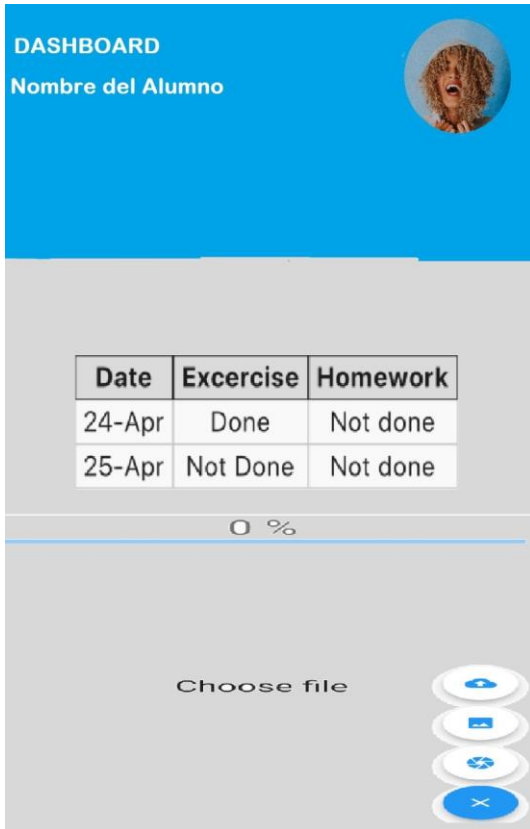 DASHBOARD
Nombre del Alumno
Date Excercise Homework
24-Apr Done Not done
25-Apr Not Done Not done
0 %
Choose file